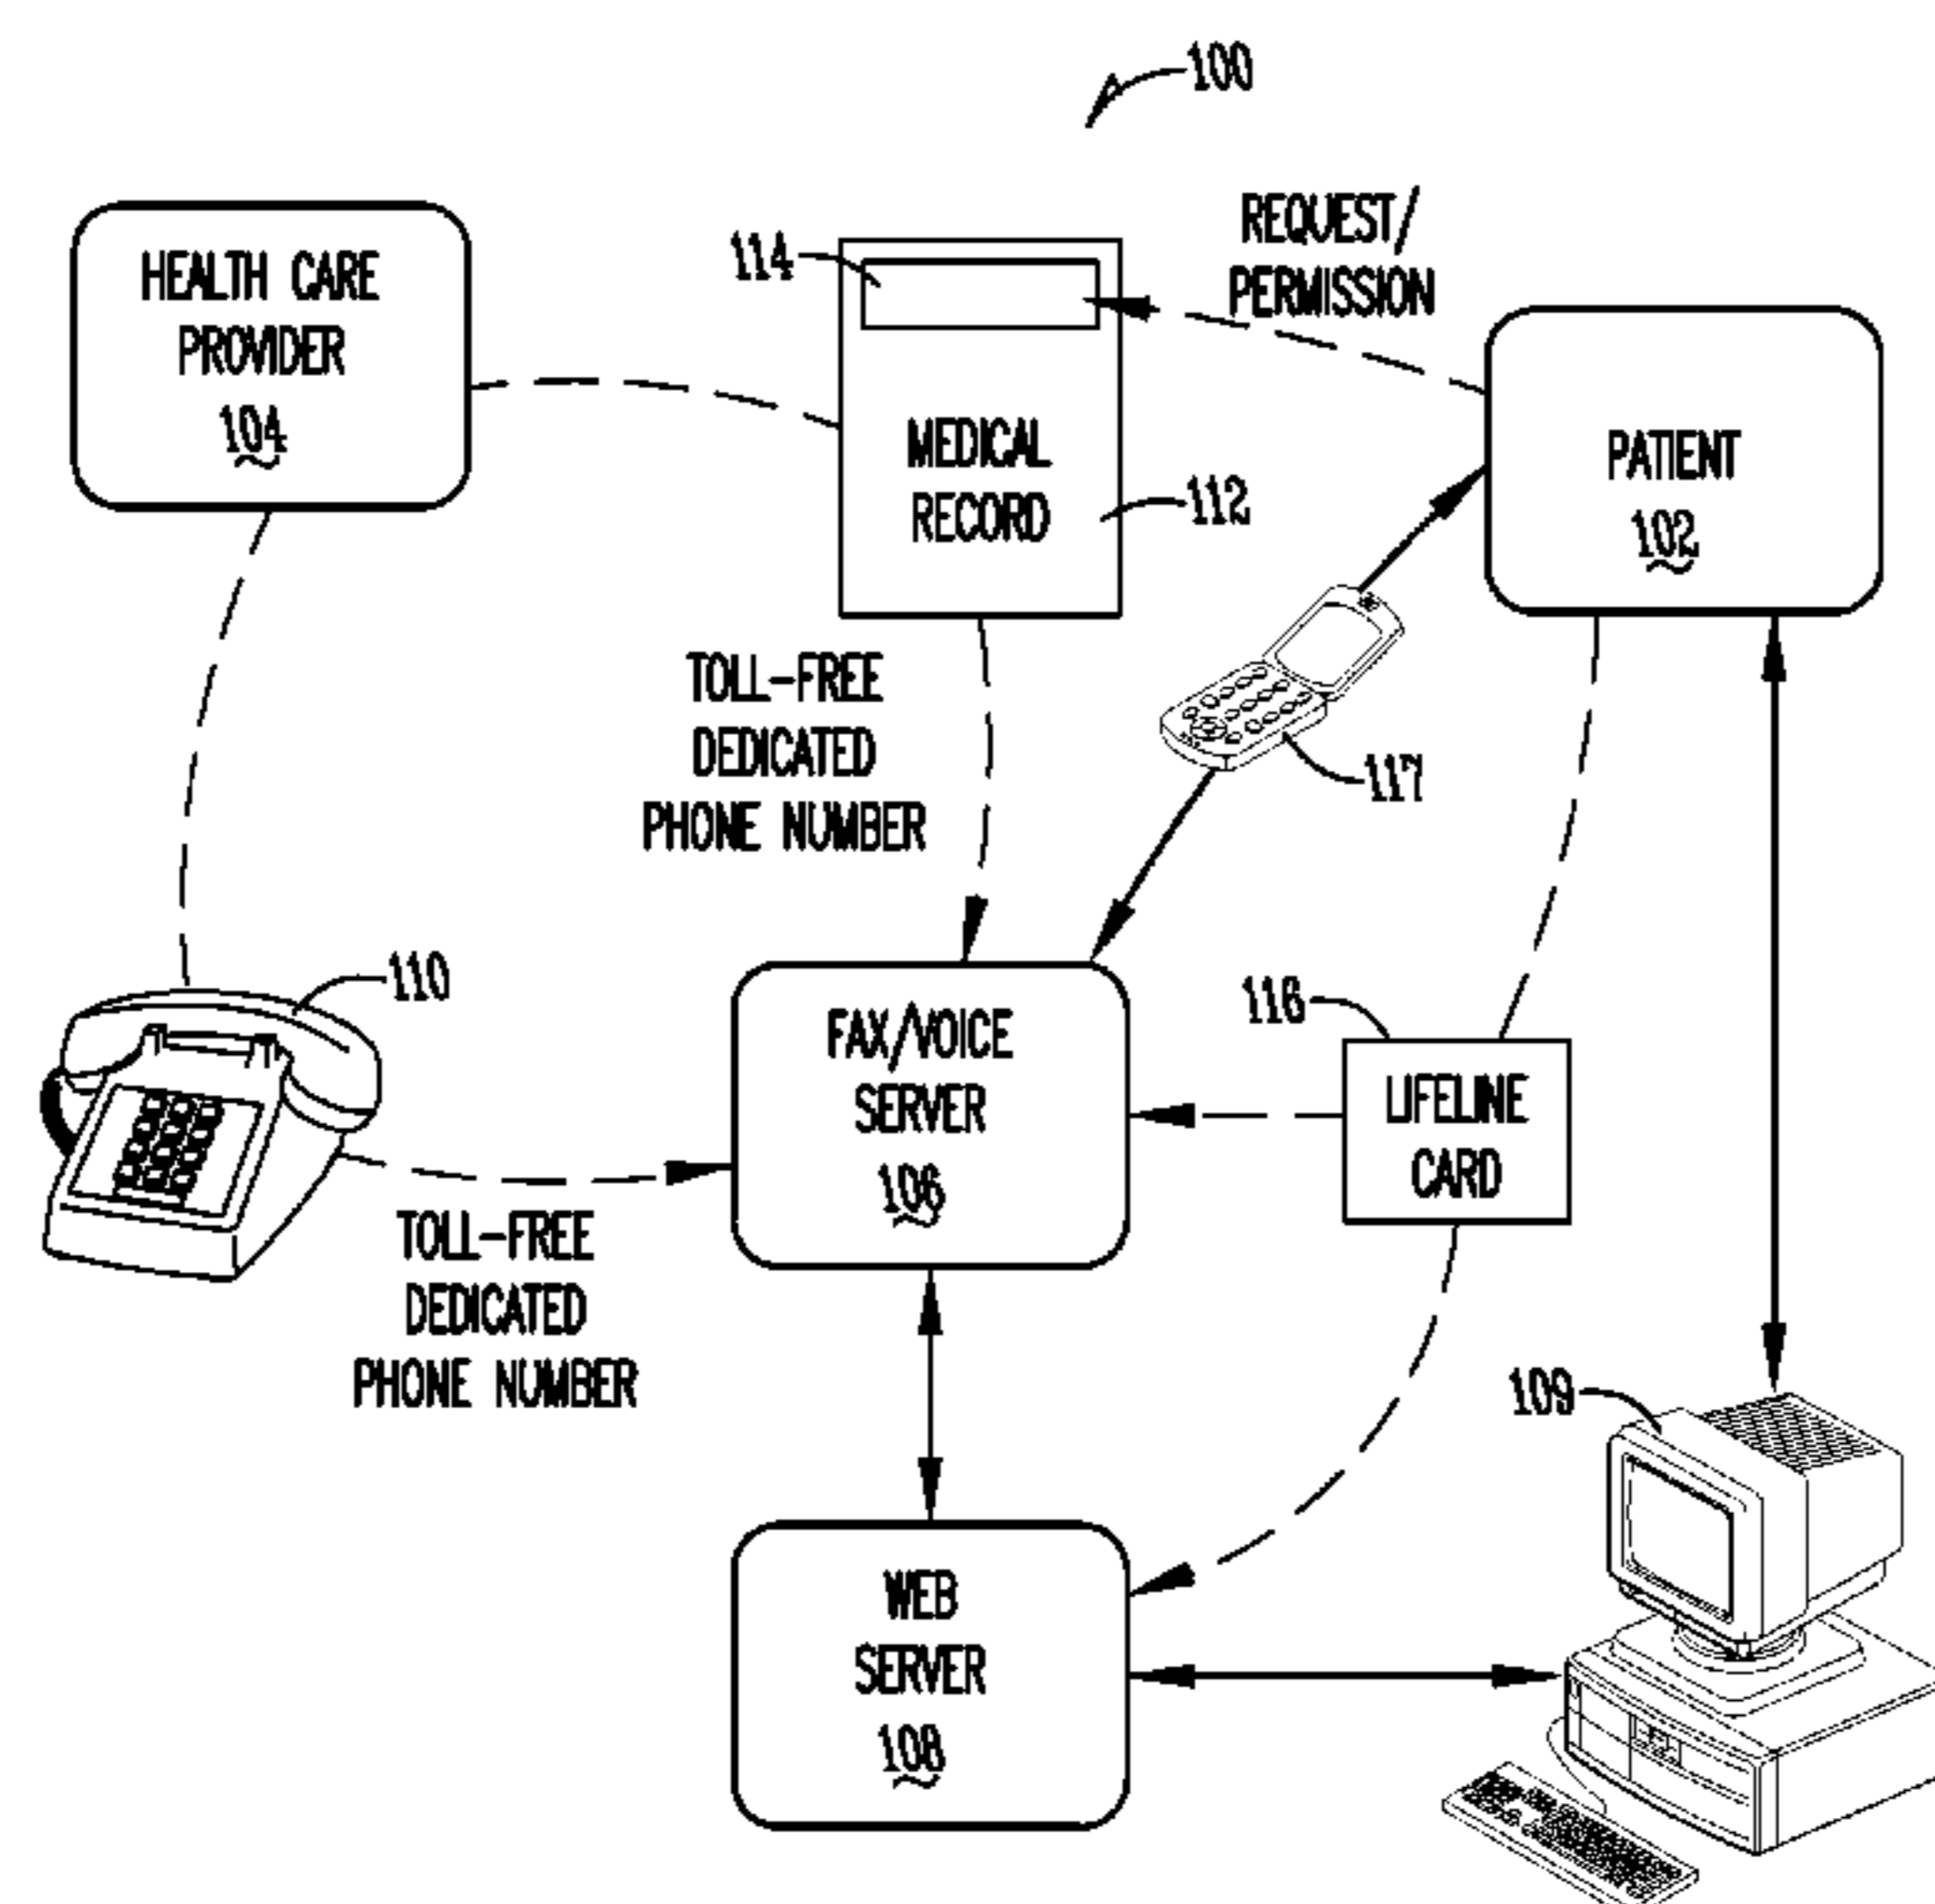 100
REQUEST/
PERMISSION
HEALTH CARE
PROVIDER
104
114
MEDICAL
RECORD
112
PATIENT
102
TOLL-FREE
DEDICATED
PHONE NUMBER
117
110
FAX/VOICE
SERVER
106
116
LIFELINE
CARD
TOLL-FREE
DEDICATED
PHONE NUMBER
109
WEB
SERVER
108